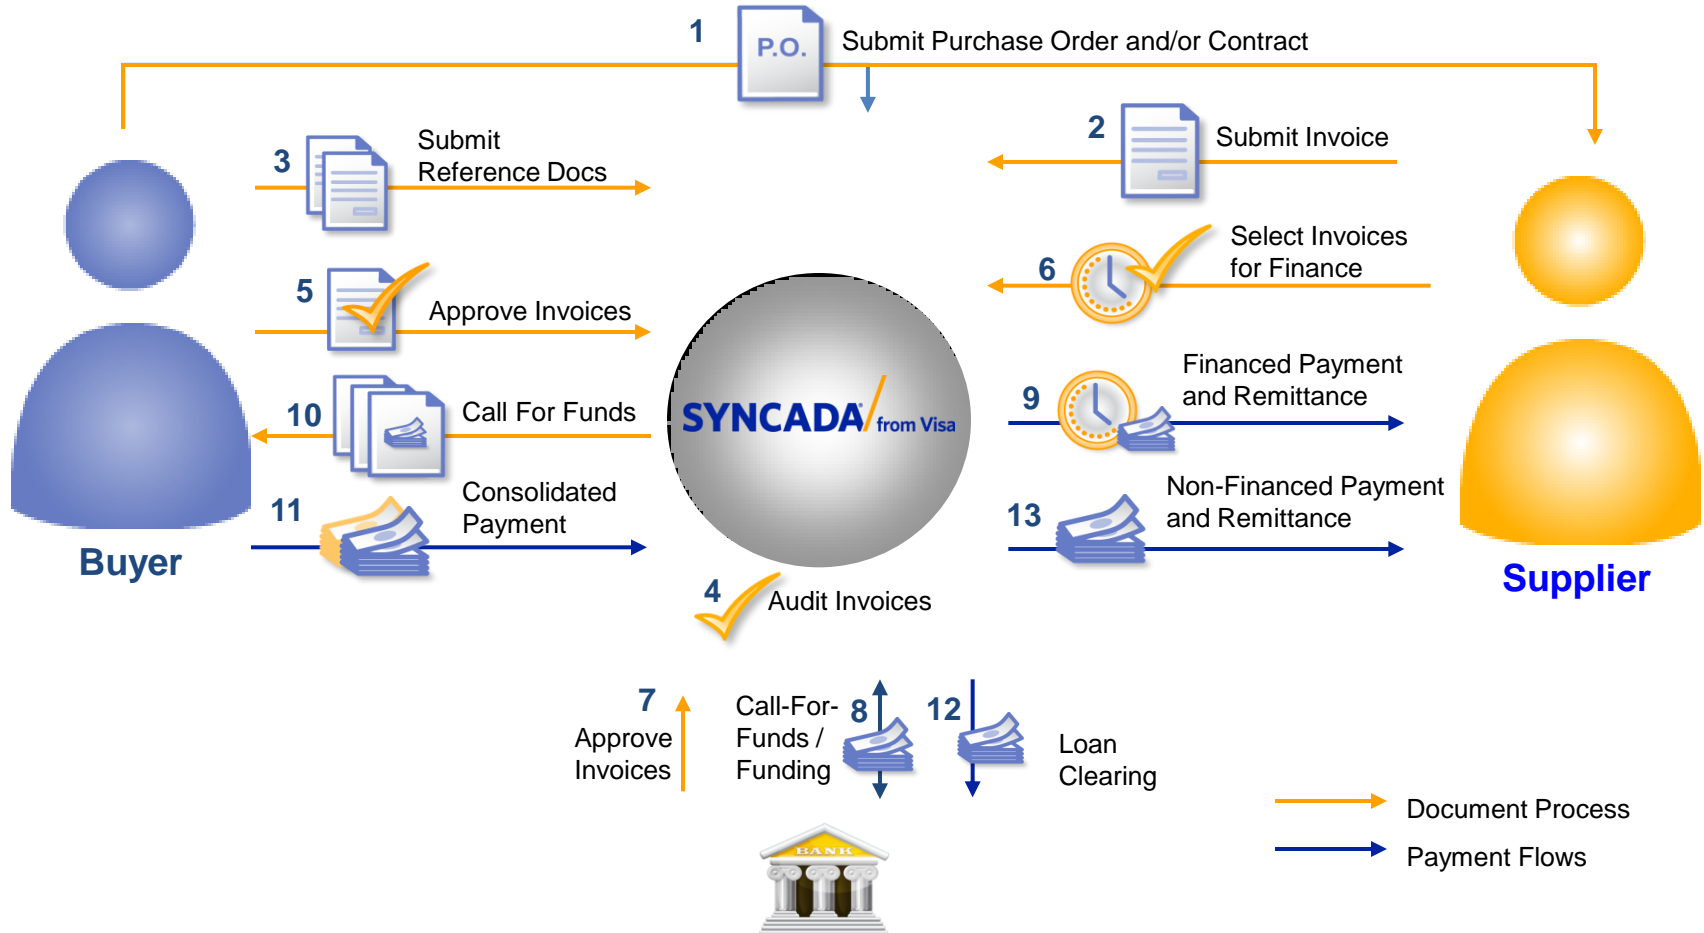 1
P.O.
Submit Purchase Order and/or Contract
2
Submit Invoice
3
Submit
Reference Docs
6
Select Invoices
for Finance
5
Approve Invoices
SYNCADA
from Visa
9
Financed Payment
and Remittance
10
Call For Funds
11
Consolidated
Payment
13
Non-Financed Payment
and Remittance
Buyer
Supplier
4
Audit Invoices
7
Approve
Invoices
Call-For-
Funds /
Funding
8
12
Loan
Clearing
Document Process
Payment Flows
BANK